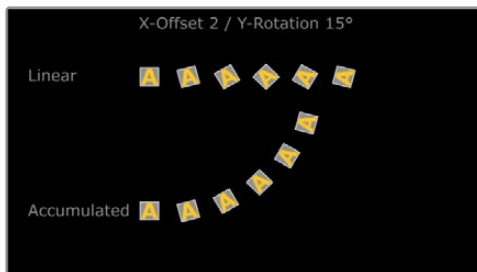 X-Offset 2 / Y-Rotation 15°
Linear A A A A A A
Accumulated A A A A A A